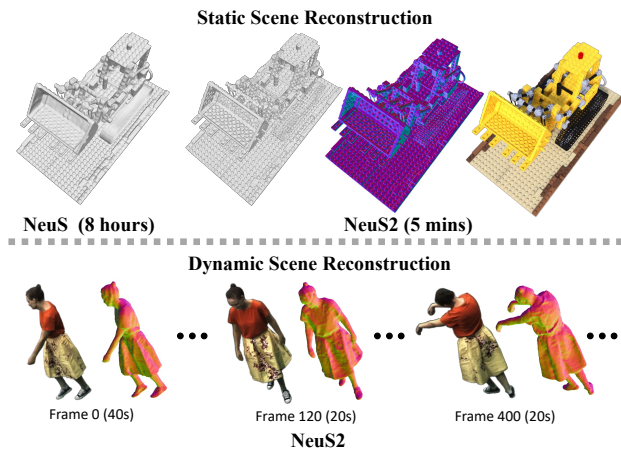 Static Scene Reconstruction
NeuS (8 hours)
NeuS2 (5 mins)
Dynamic Scene Reconstruction
Frame 0 (40s)
Frame 120 (20s)
Frame 400 (20s)
NeuS2